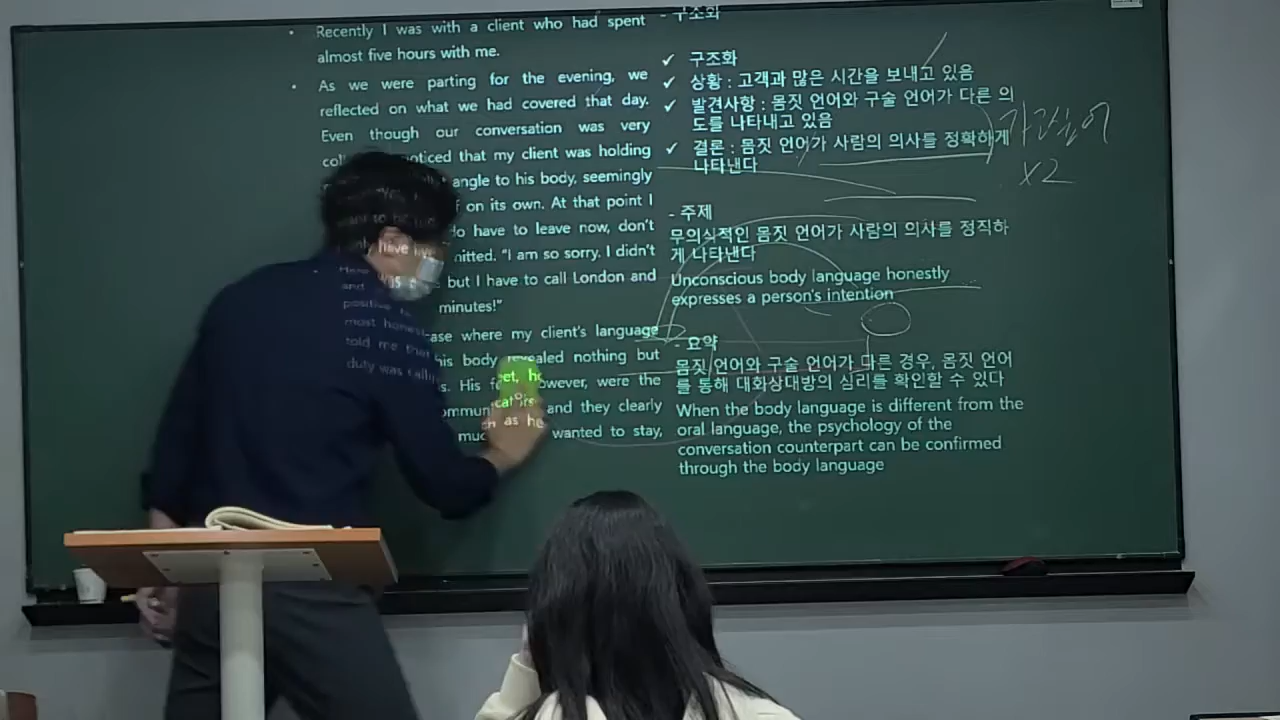 Recently I was with a client who had spent
almost five hours with me.
As we were parting for the evening, we
reflected on what we had covered that day.
Even though our conversation was very
noticed that my client was holding
angle to his body, seemingly
on its own. At that point I
have to leave now, don't
"I am so sorry. I didn't
but I have to call London and
minutes!"
where my client's language
his body revealed nothing but
His however, were the
and they clearly
as he wanted to stay,
duty was
- 구조화
✓ 구조화
✓ 상황 : 고객과 많은 시간을 보내고 있음
✓ 발견사항 : 몸짓 언어와 구술 언어가 다른 의
도를 나타내고 있음
✓ 결론 : 몸짓 언어가 사람의 의사를 정확하게
나타낸다
- 주제
무의식적인 몸짓 언어가 사람의 의사를 정직하
게 나타낸다
Unconscious body language honestly
expresses a person's intention
- 요약
몸짓 언어와 구술 언어가 다른 경우, 몸짓 언어
를 통해 대화상대방의 심리를 확인할 수 있다
When the body language is different from the
oral language, the psychology of the
conversation counterpart can be confirmed
through the body language
가고싶어
x2